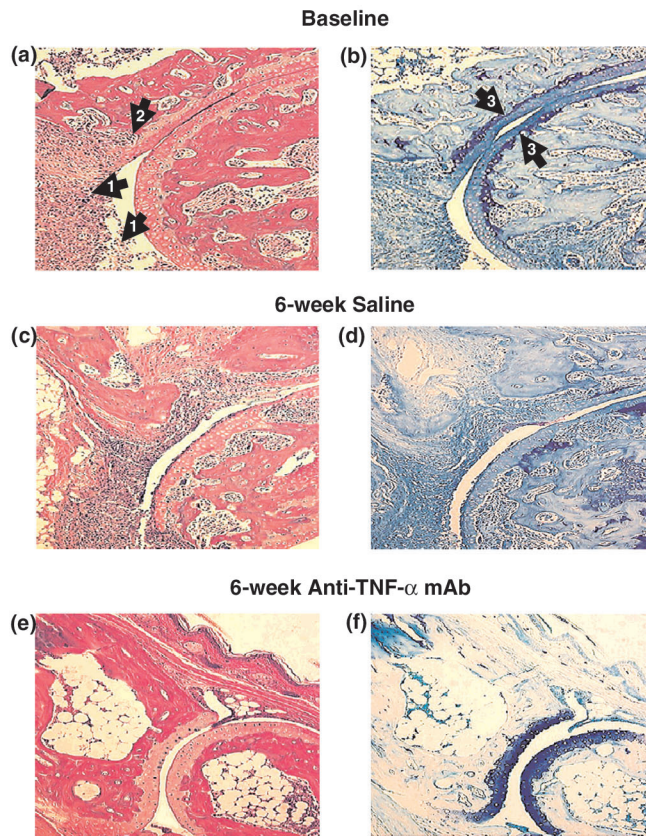 Baseline
(a)
(b)
2
3
1
3
1
6-week Saline
(c)
(d)
6-week Anti-TNF-α mAb
(e)
(f)